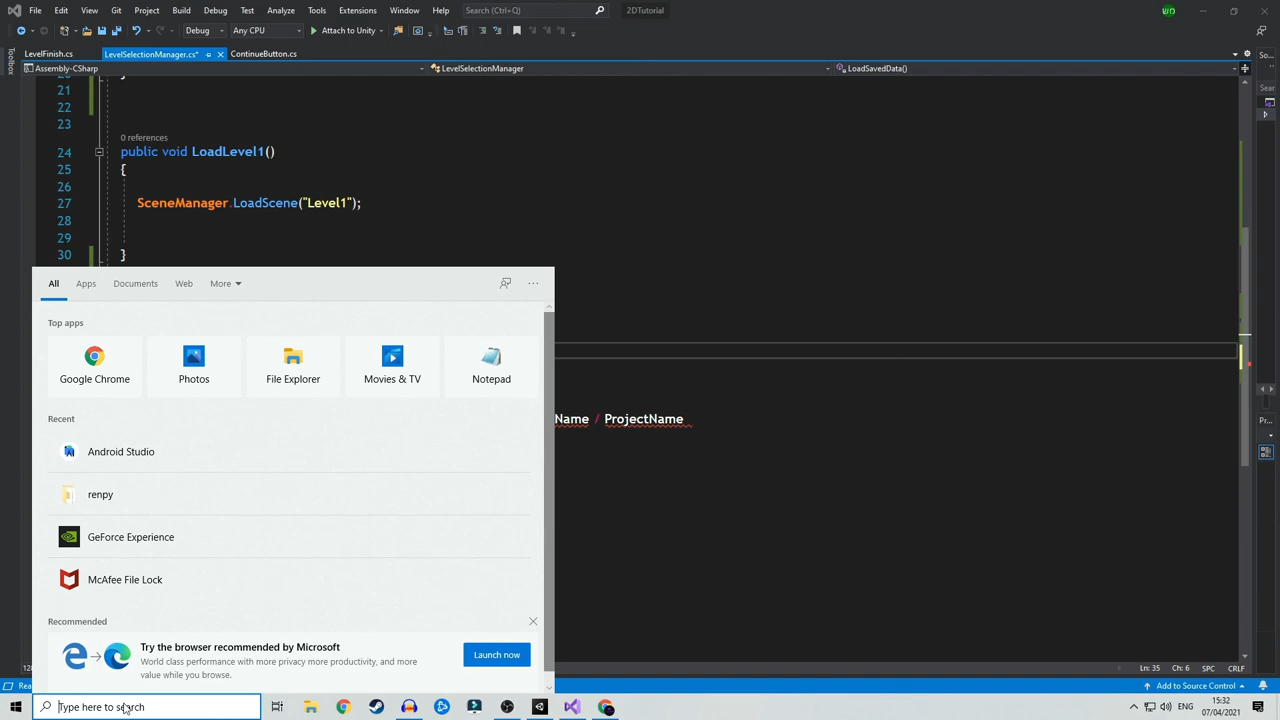 File Edit View Git Project Build Debug Test Analyze Tools Extensions Window Help Search (Ctrl+Q) 2DTutorial
Debug Any CPU Attach to Unity
LevelFinish.cs LevelSelectionManager.cs* ContinueButton.cs
Assembly-CSharp LevelSelectionManager LoadSavedData()
21 }
22
23
0 references
24 public void LoadLevel1()
25 {
26
27 SceneManager.LoadScene("Level1");
28
29
30 }
All Apps Documents Web More
Top apps
Google Chrome Photos File Explorer Movies & TV Notepad
Recent
Android Studio
Name / ProjectName
renpy
GeForce Experience
McAfee File Lock
Recommended
Try the browser recommended by Microsoft
World class performance with more privacy more productivity, and more
value while you browse.
Launch now
Ln: 35 Ch: 6 SPC CRLF
Add to Source Control
Type here to search
ENG
15:32
07/04/2021